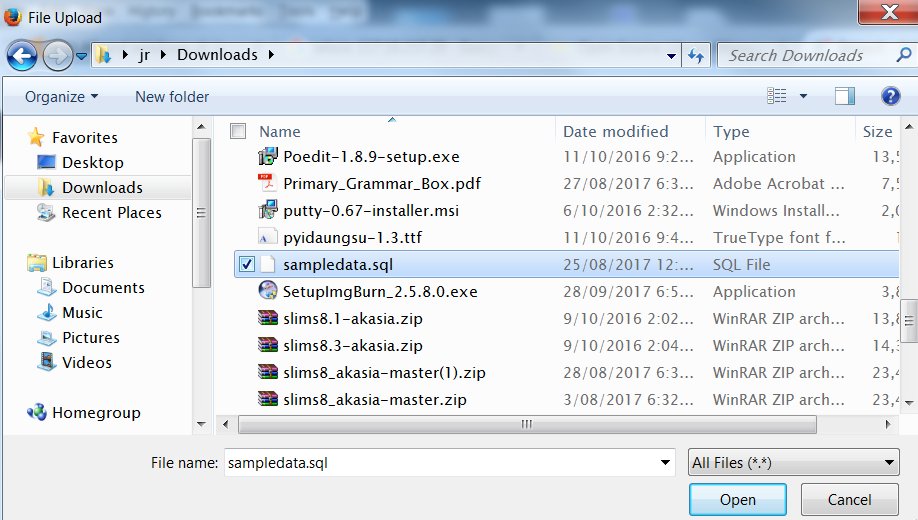 File Upload
jr Downloads
Search Downloads
Organize New folder
Favorites
Desktop
Downloads
Recent Places
Libraries
Documents
Music
Pictures
Videos
Homegroup
Name Date modified Type Size
Poedit-1.8.9-setup.exe 11/10/2016 9:2... Application 13,5
Primary_Grammar_Box.pdf 27/08/2017 6:3... Adobe Acrobat ... 7,5
putty-0.67-installer.msi 6/10/2016 2:32... Windows Install... 2,0
pyidaungsu-1.3.ttf 11/10/2016 9:4... TrueType font f...
sampledata.sql 25/08/2017 12:... SQL File
SetupImgBurn_2.5.8.0.exe 28/09/2017 6:5... Application 3,8
slims8.1-akasia.zip 9/10/2016 2:02... WinRAR ZIP arch... 13,8
slims8.3-akasia.zip 9/10/2016 2:04... WinRAR ZIP arch... 14,3
slims8_akasia-master(1).zip 28/08/2017 6:3... WinRAR ZIP arch... 23,4
slims8_akasia-master.zip 3/08/2017 6:32... WinRAR ZIP arch... 23,4
File name: sampledata.sql All Files (*.*)
Open Cancel